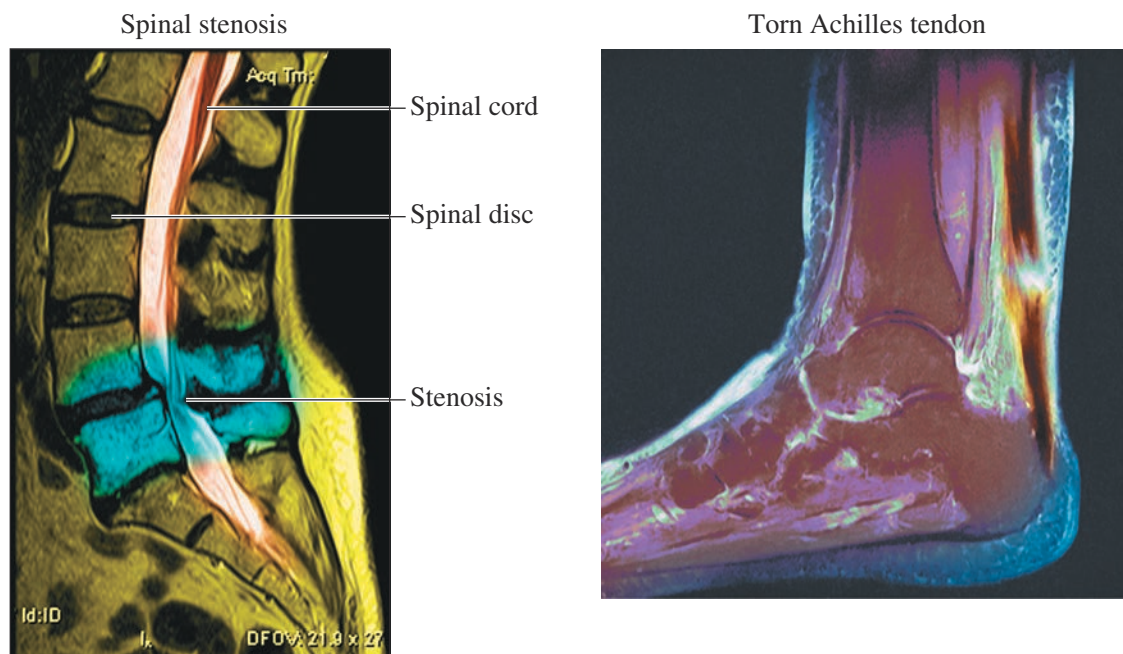 Spinal stenosis
Torn Achilles tendon
Acq Tm:
Spinal cord
Spinal disc
Stenosis
Id:ID
DFOV: 21.9 x 27